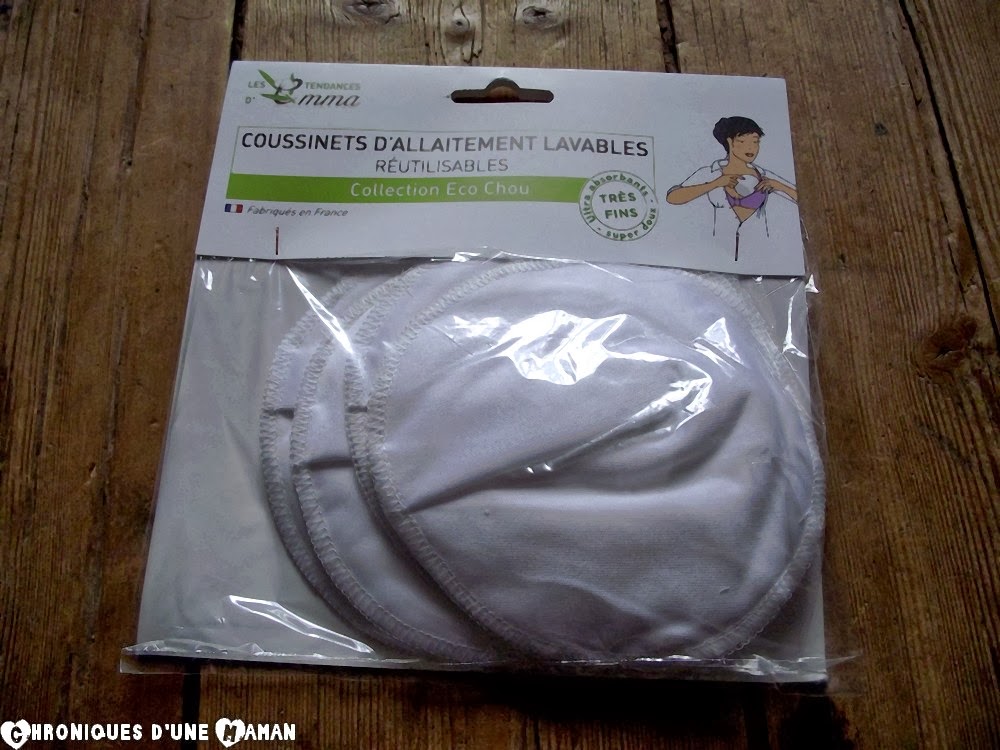 LES TENDANCES
D' Emma
COUSSINETS D'ALLAITEMENT LAVABLES
RÉUTILISABLES
Collection Eco Chou
Fabriqués en France
Ultra absorbants
TRÈS
FINS
super doux
CHRONIQUES D'UNE MAMAN